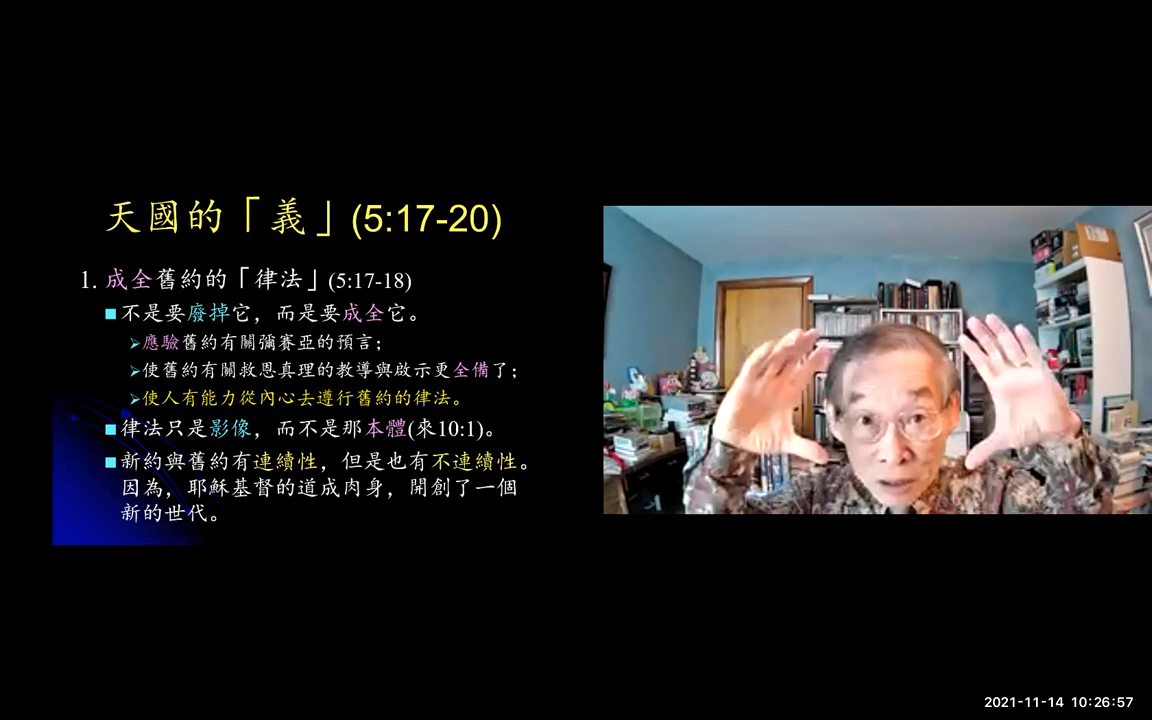 天國的「義」(5:17-20)
1. 成全舊約的「律法」(5:17-18)
■不是要廢掉它，而是要成全它。
➢應驗舊約有關彌賽亞的預言；
➢使舊約有關救恩真理的教導與啟示更全備了；
➢使人有能力從內心去遵行舊約的律法。
■律法只是影像，而不是那本體(來10:1)。
■新約與舊約有連續性，但是也有不連續性。
因為，耶穌基督的道成肉身，開創了一個
新的世代。
2021-11-14 10:26:57